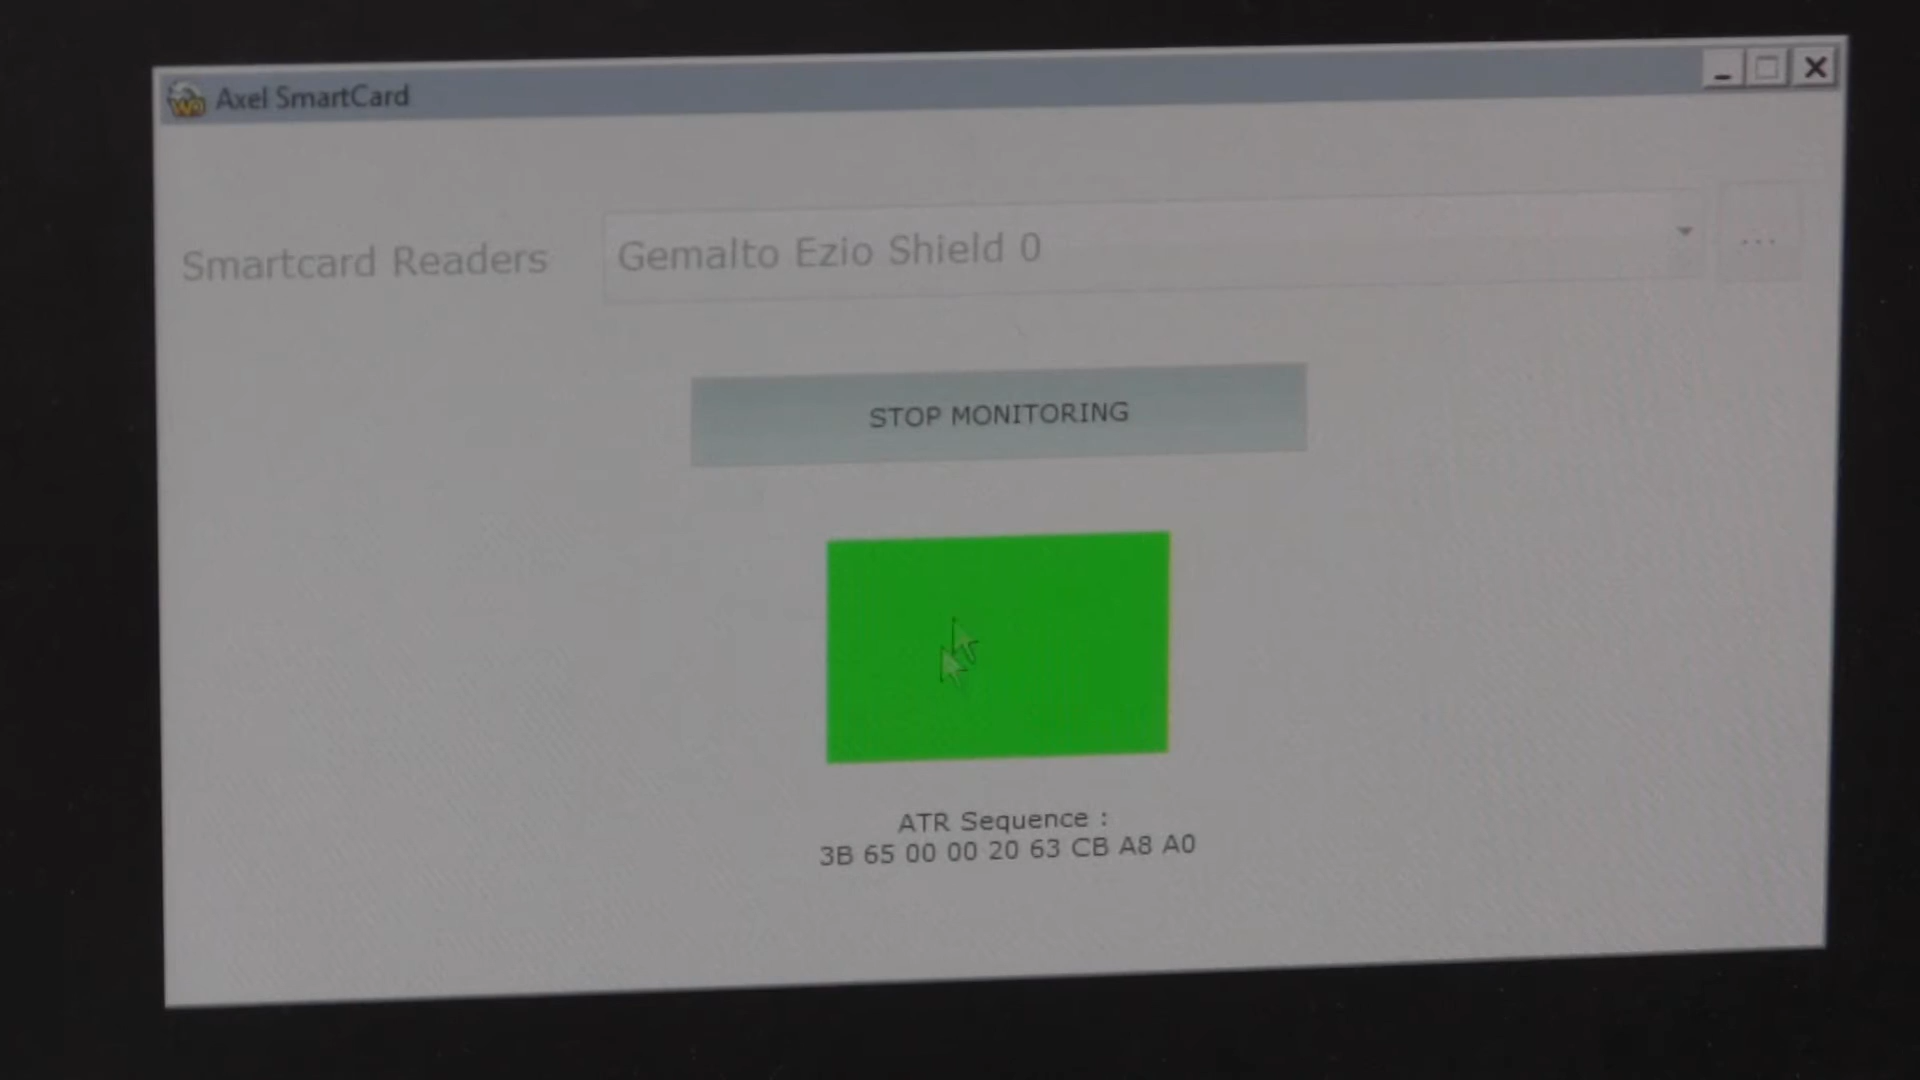 Axel SmartCard
Smartcard Readers
Gemalto Ezio Shield 0
...
STOP MONITORING
ATR Sequence :
3B 65 00 00 20 63 CB A8 A0